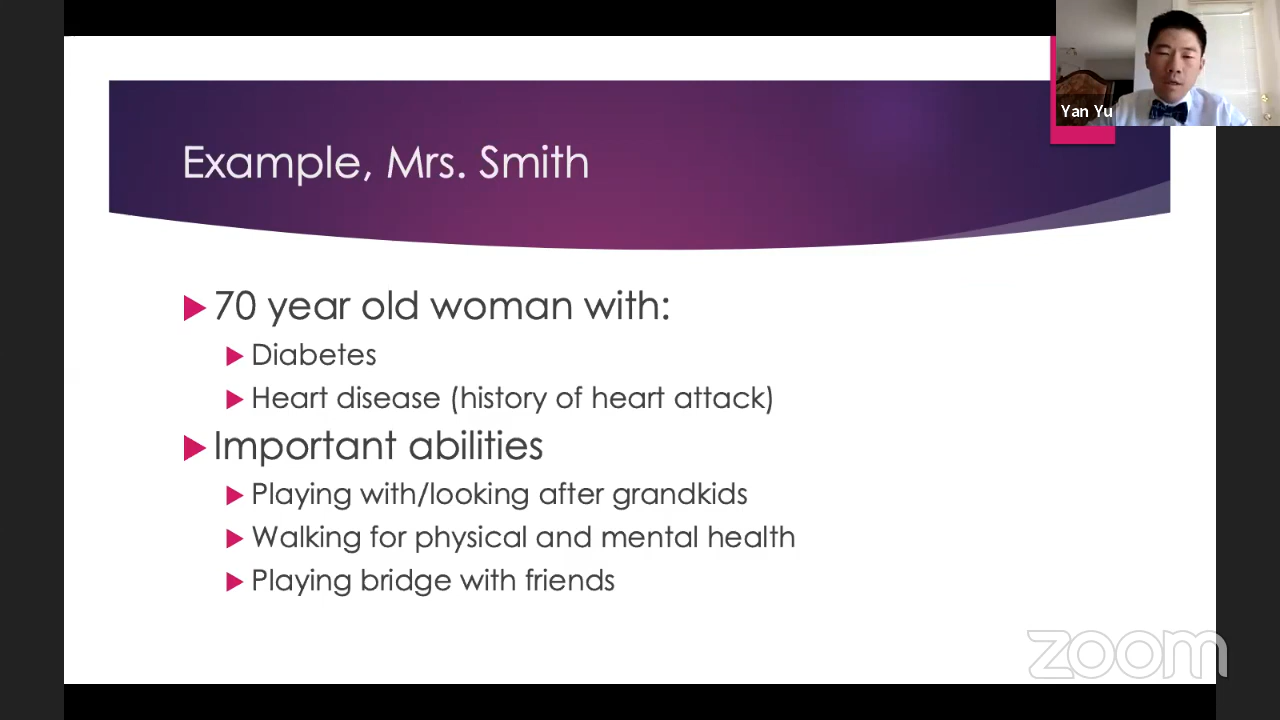 Yan Yu
Example, Mrs. Smith
70 year old woman with:
Diabetes
Heart disease (history of heart attack)
Important abilities
Playing with/looking after grandkids
Walking for physical and mental health
Playing bridge with friends
zoom